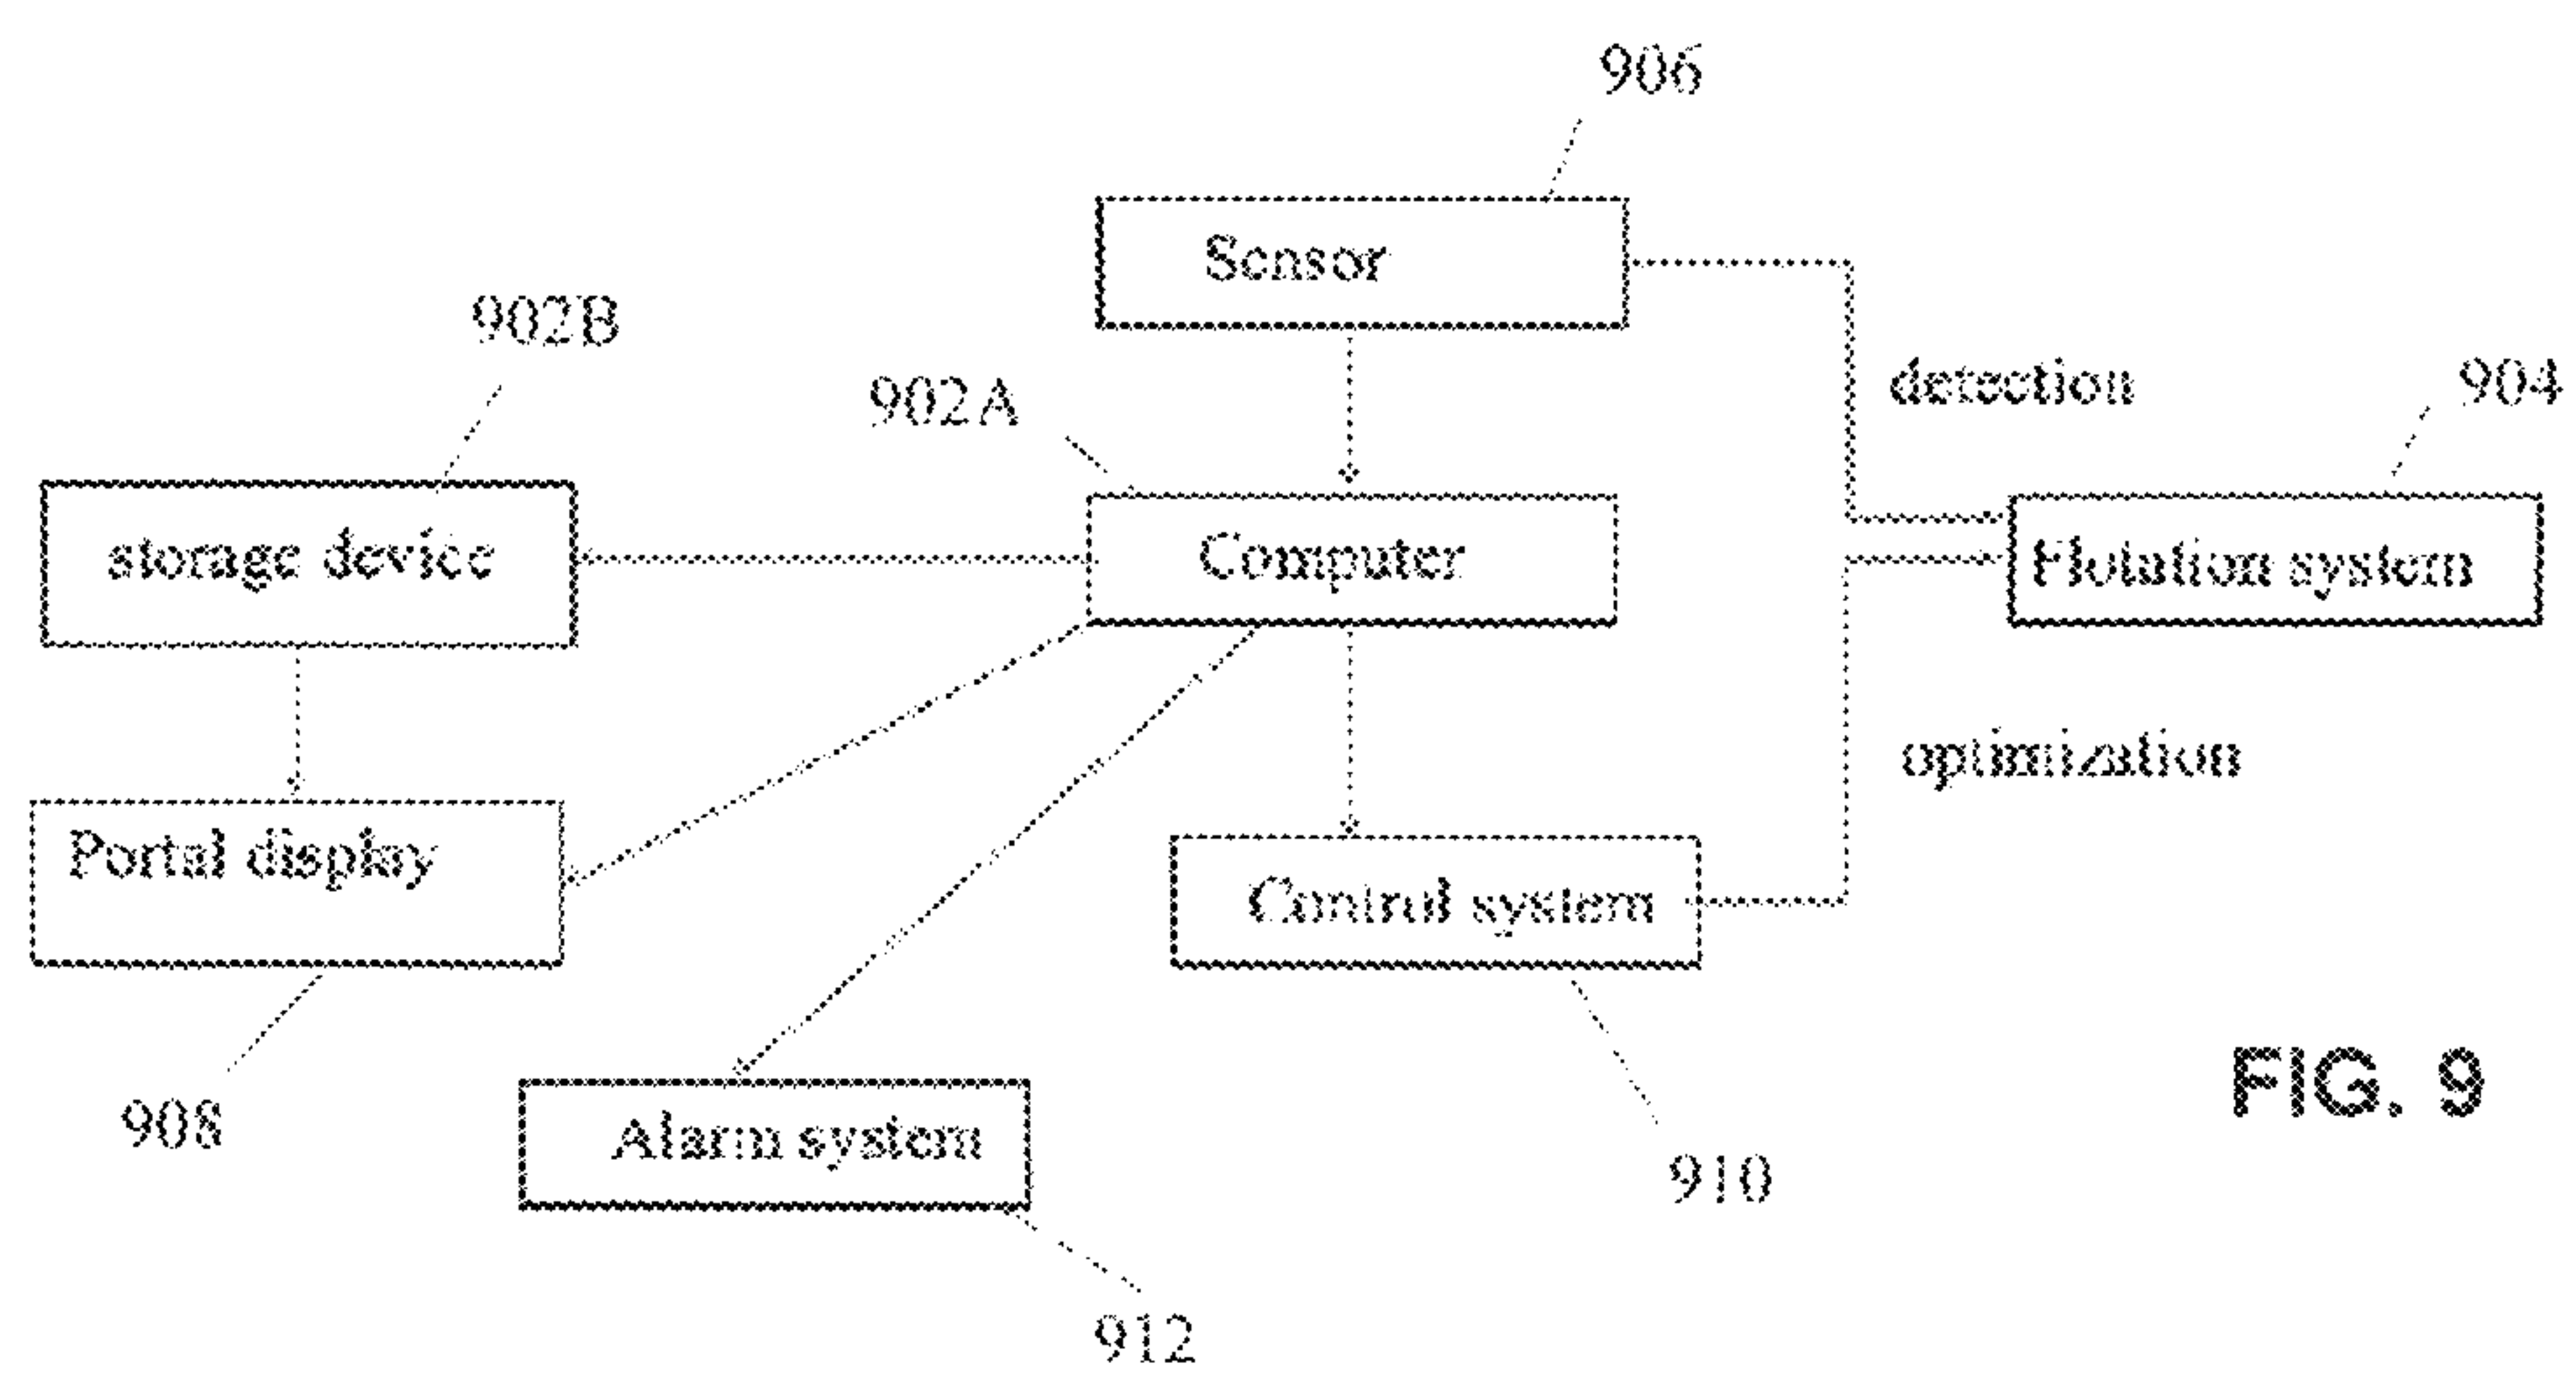 906
Sensor
902B
902A
detection
904
storage device
Computer
Flotation system
optimization
Portal display
Control system
FIG. 9
908
Alarm system
910
912